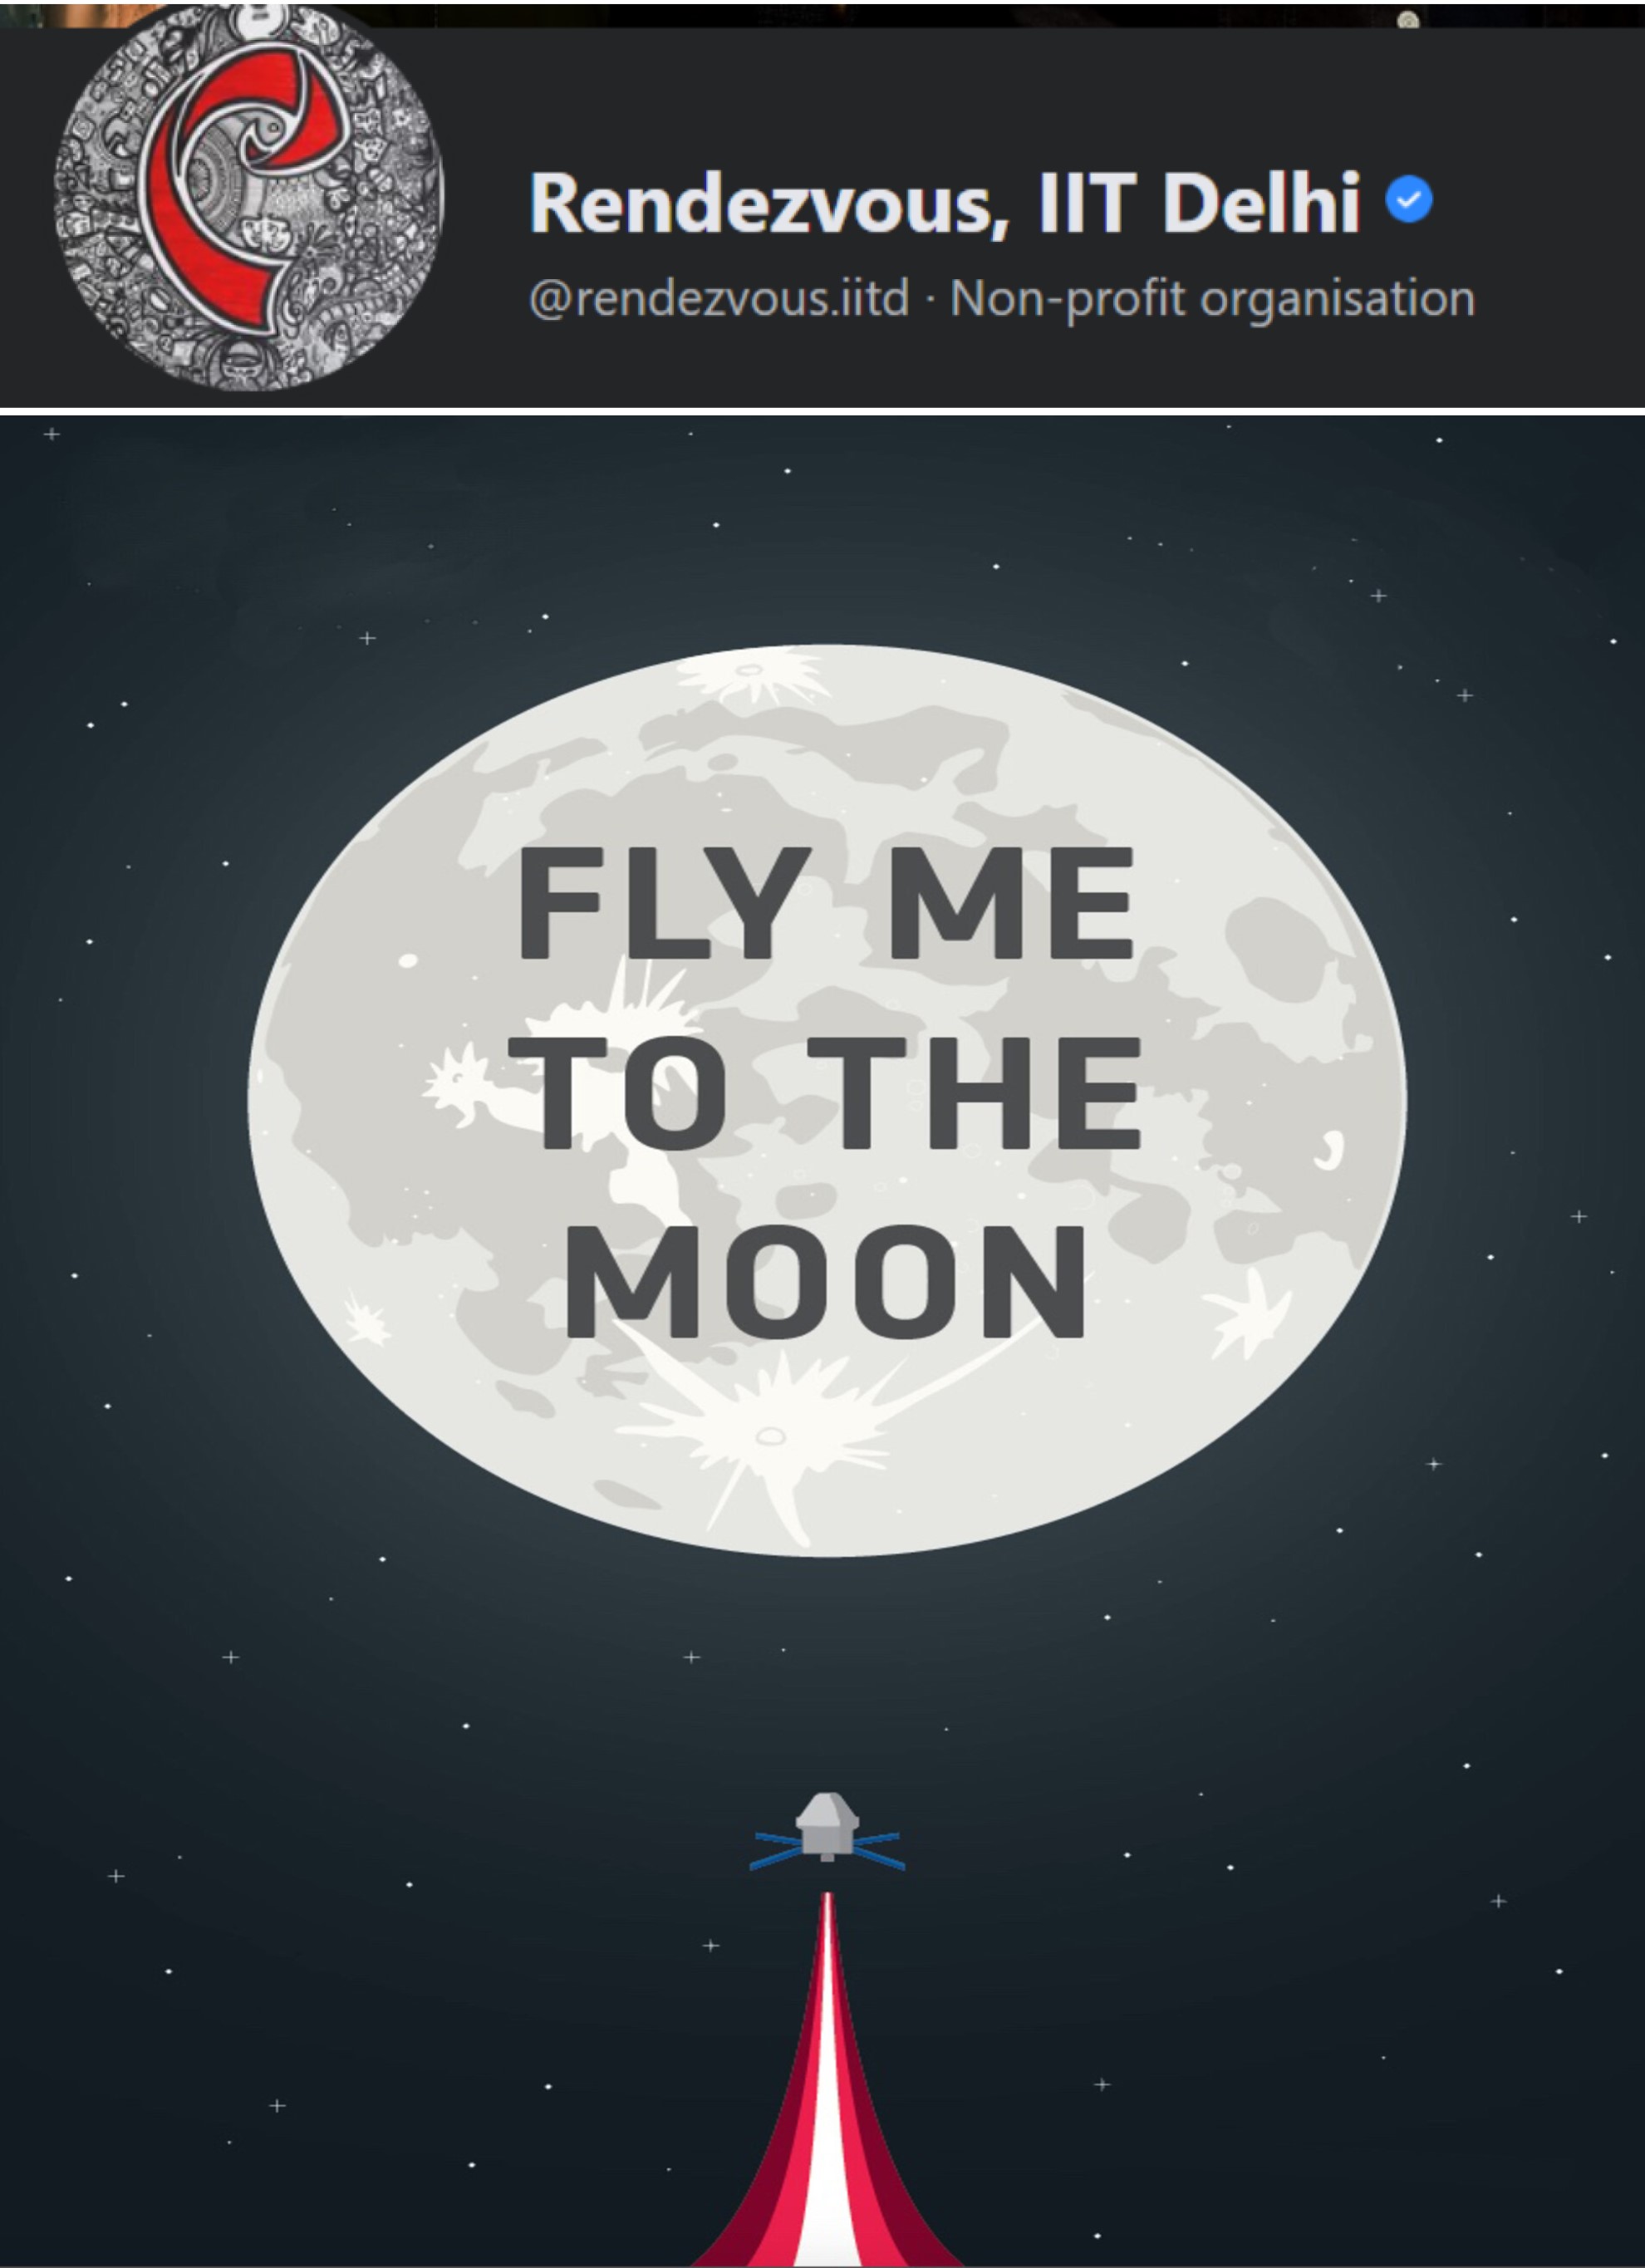 Rendezvous, IIT Delhi
@rendezvous.iitd · Non-profit organisation
FLY ME
TO THE
MOON